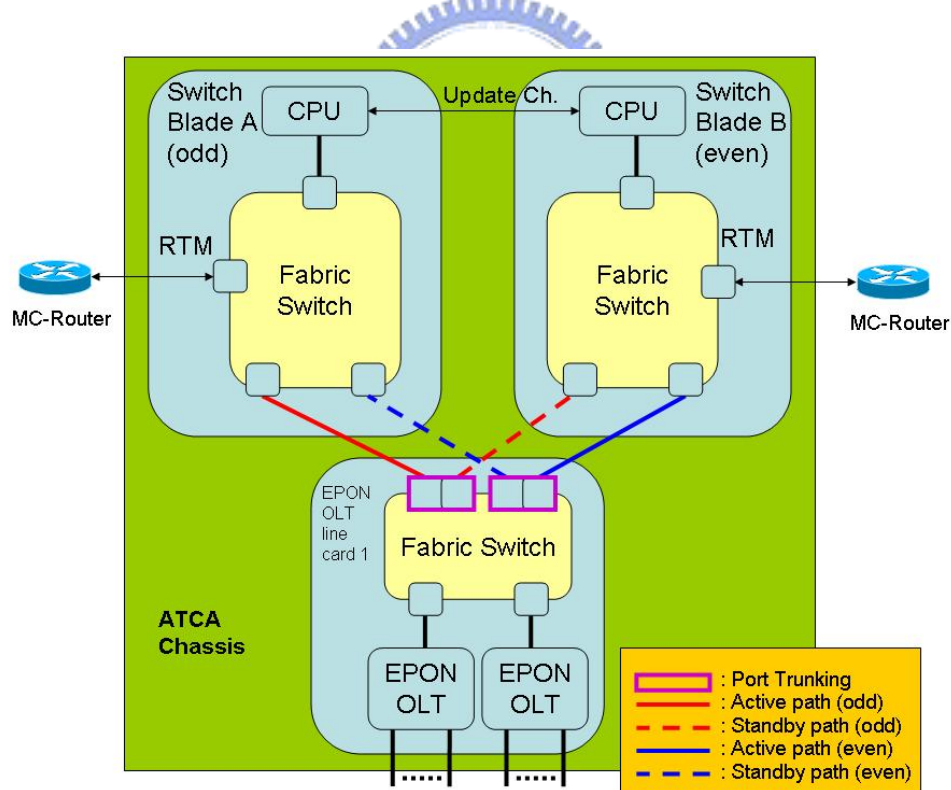 Switch
Blade A
(odd)
CPU
Update Ch.
CPU
Switch
Blade B
(even)
RTM
Fabric
Switch
Fabric
Switch
RTM
MC-Router
MC-Router
EPON
OLT
line
card 1
Fabric Switch
ATCA
Chassis
EPON
OLT
EPON
OLT
: Port Trunking
: Active path (odd)
: Standby path (odd)
: Active path (even)
: Standby path (even)